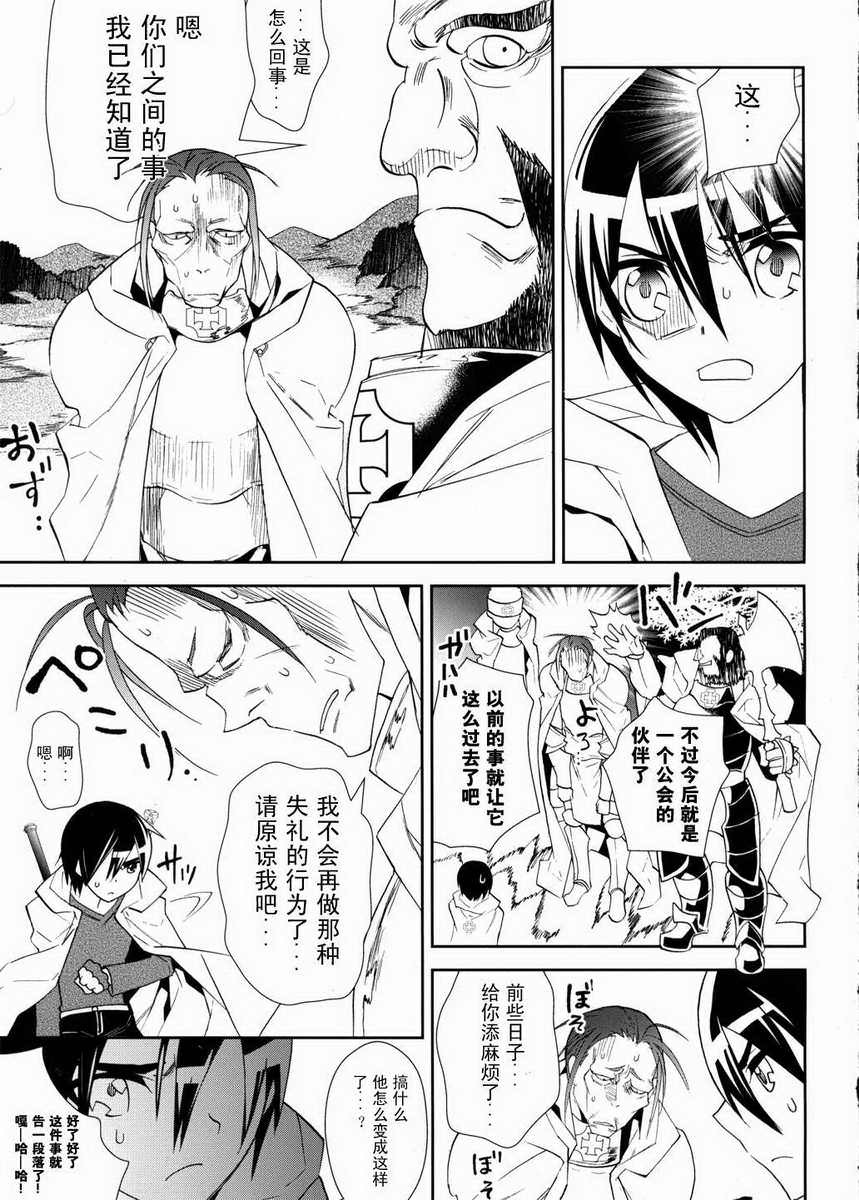 这…
…这是
怎么回事…
嗯
你们之间的事
我已经知道了
おず…
ずン
ガハハ
不过今后就是
一个公会的
伙伴了
以前的事就让它
这么过去了吧
よろ…
ペこ
我不会再做那种
失礼的行为了…
请原谅我吧…
啊…
嗯…
サッ
前些日子…
给你添麻烦了…
ぼそ
ぼそ
搞什么
他怎么变成这样
了…？
好了好了
这件事就
告一段落了！
嘎—哈—哈！